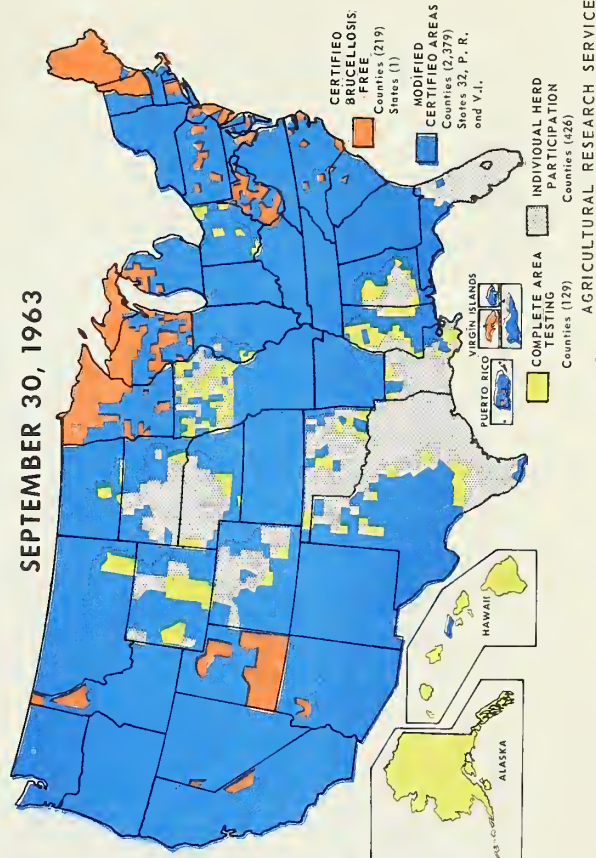 SEPTEMBER 30, 1963
CERTIFIED
BRUCELLOSIS-
FREE
Counties (219)
States (1)
MODIFIED
CERTIFIED AREAS
Counties (2,379)
States 32, P. R.
and V.I.
VIRGIN ISLANDS
PUERTO RICO
COMPLETE AREA
TESTING
Counties (129)
INDIVIDUAL HERD
PARTICIPATION
Counties (426)
HAWAII
ALASKA
AGRICULTURAL RESEARCH SERVICE